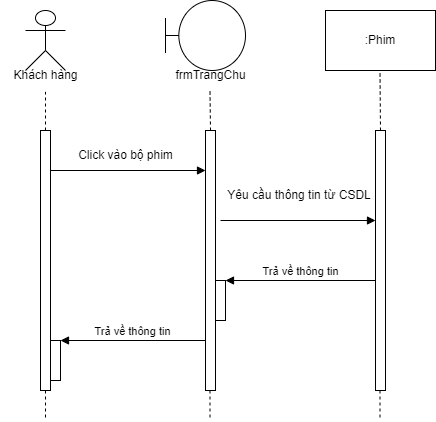 :Phim
Khách hàng
frmTrangChu
Click vào bộ phim
Yêu cầu thông tin từ CSDL
Trả về thông tin
Trả về thông tin